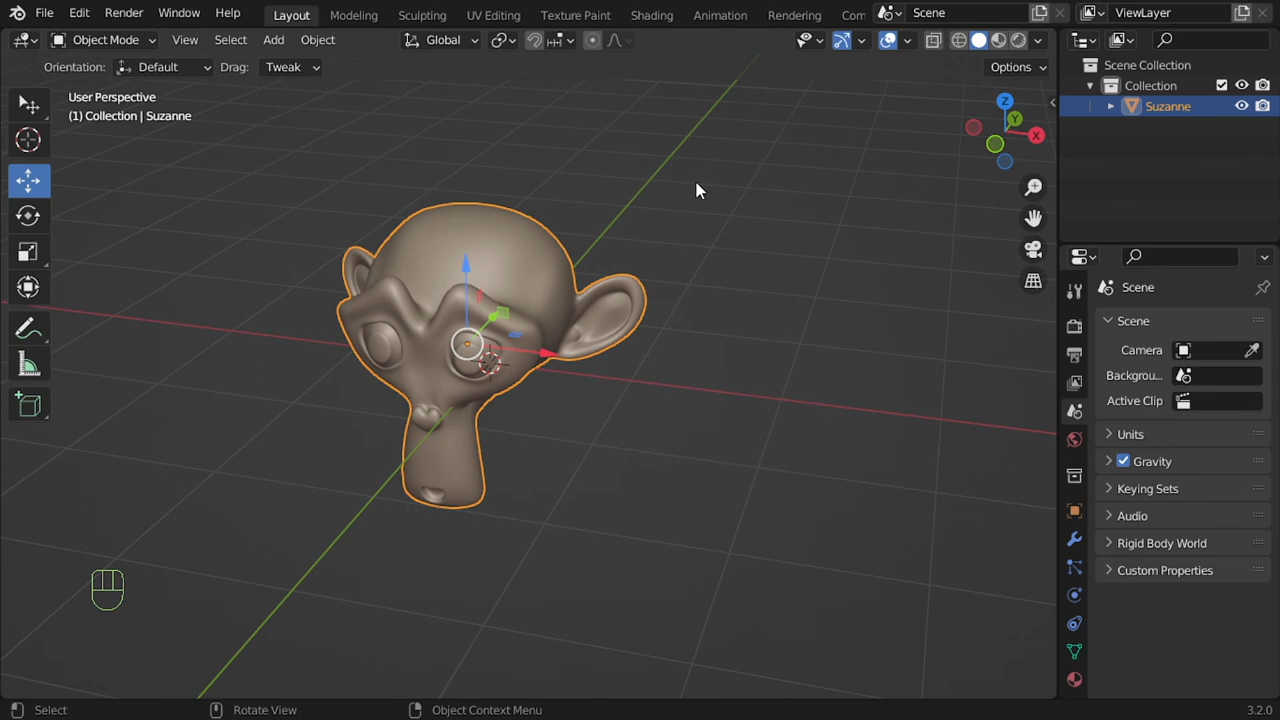 File Edit Render Window Help Layout Modeling Sculpting UV Editing Texture Paint Shading Animation Rendering Com Scene ViewLayer
Object Mode View Select Add Object Global
Orientation: Default Drag: Tweak Options
User Perspective
(1) Collection | Suzanne
Z
Y
X
Scene Collection
Collection
Suzanne
Scene
Scene
Camera
Backgrou...
Active Clip
Units
Gravity
Keying Sets
Audio
Rigid Body World
Custom Properties
Select Rotate View Object Context Menu 3.2.0